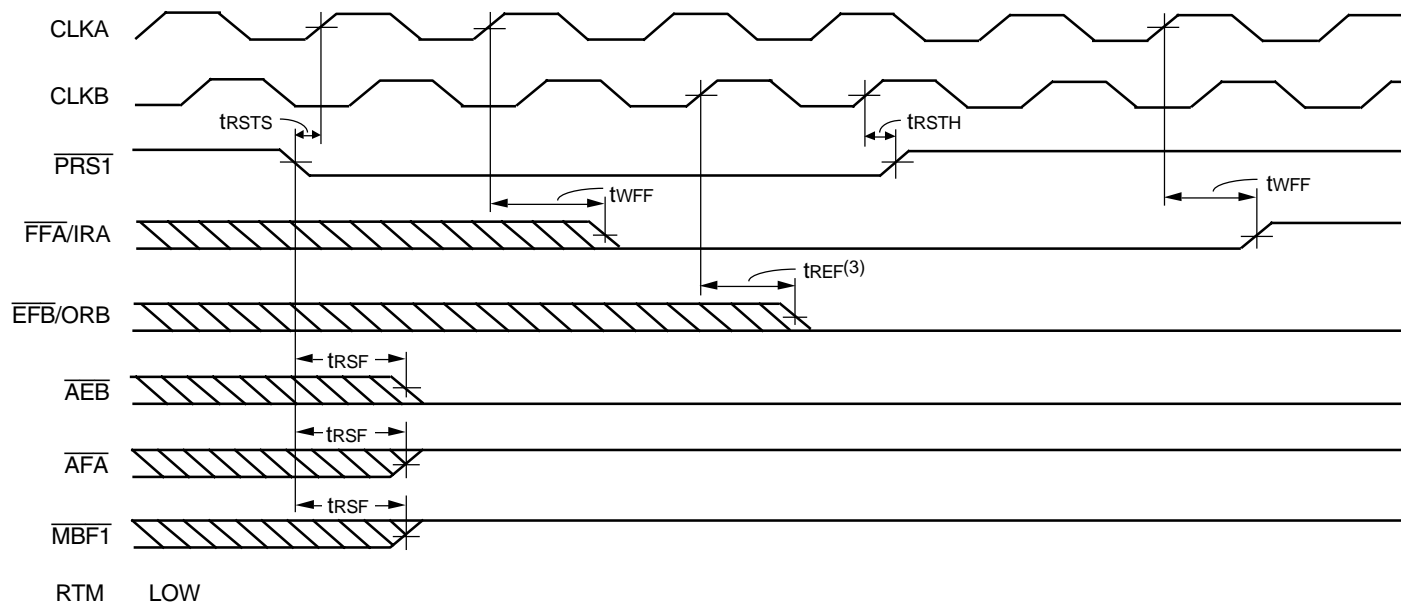 CLKA
CLKB
tRSTS
tRSTH
PRS1
tWFF
tWFF
FFA/IRA
tREF(3)
EFB/ORB
tRSF
AEB
tRSF
AFA
tRSF
MBF1
RTM LOW